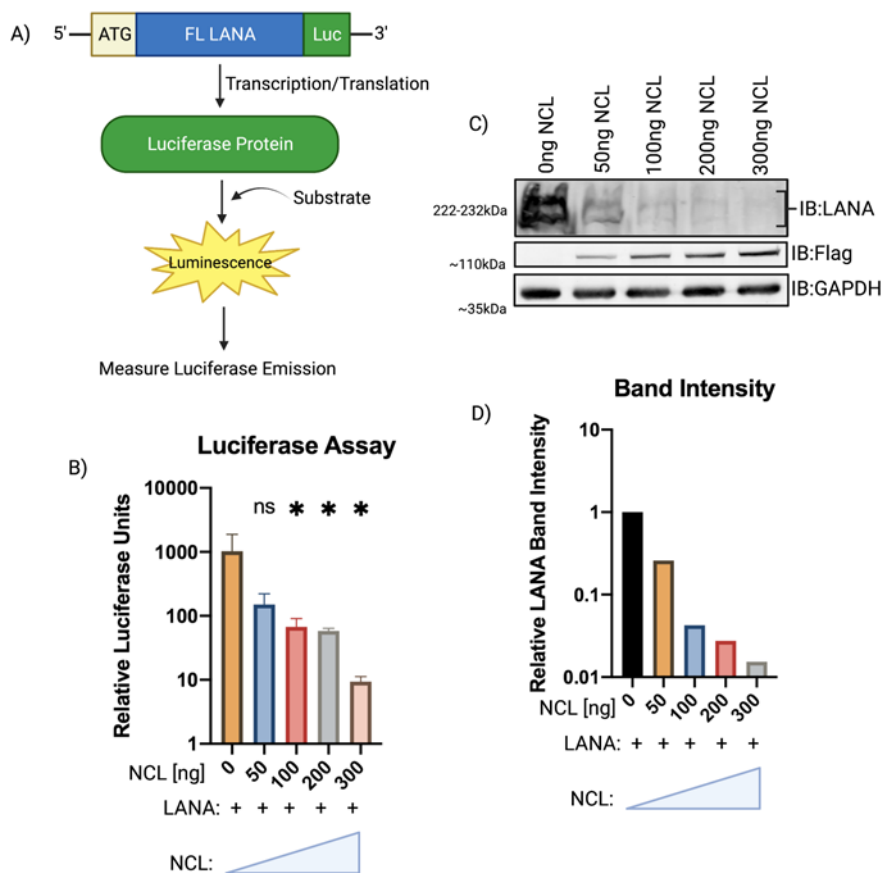 A)
5' ATG FL LANA Luc 3'
Transcription/Translation
Luciferase Protein
Substrate
Luminescence
Measure Luciferase Emission
B)
Luciferase Assay
Relative Luciferase Units
10000
1000
100
10
1
ns * * *
NCL [ng] 0 50 100 200 300
LANA: + + + + +
NCL:
C)
0ng NCL
50ng NCL
100ng NCL
200ng NCL
300ng NCL
222-232kDa
IB:LANA
~110kDa
IB:Flag
~35kDa
IB:GAPDH
D)
Band Intensity
Relative LANA Band Intensity
10
1
0.1
0.01
NCL [ng] 0 50 100 200 300
LANA: + + + + +
NCL: